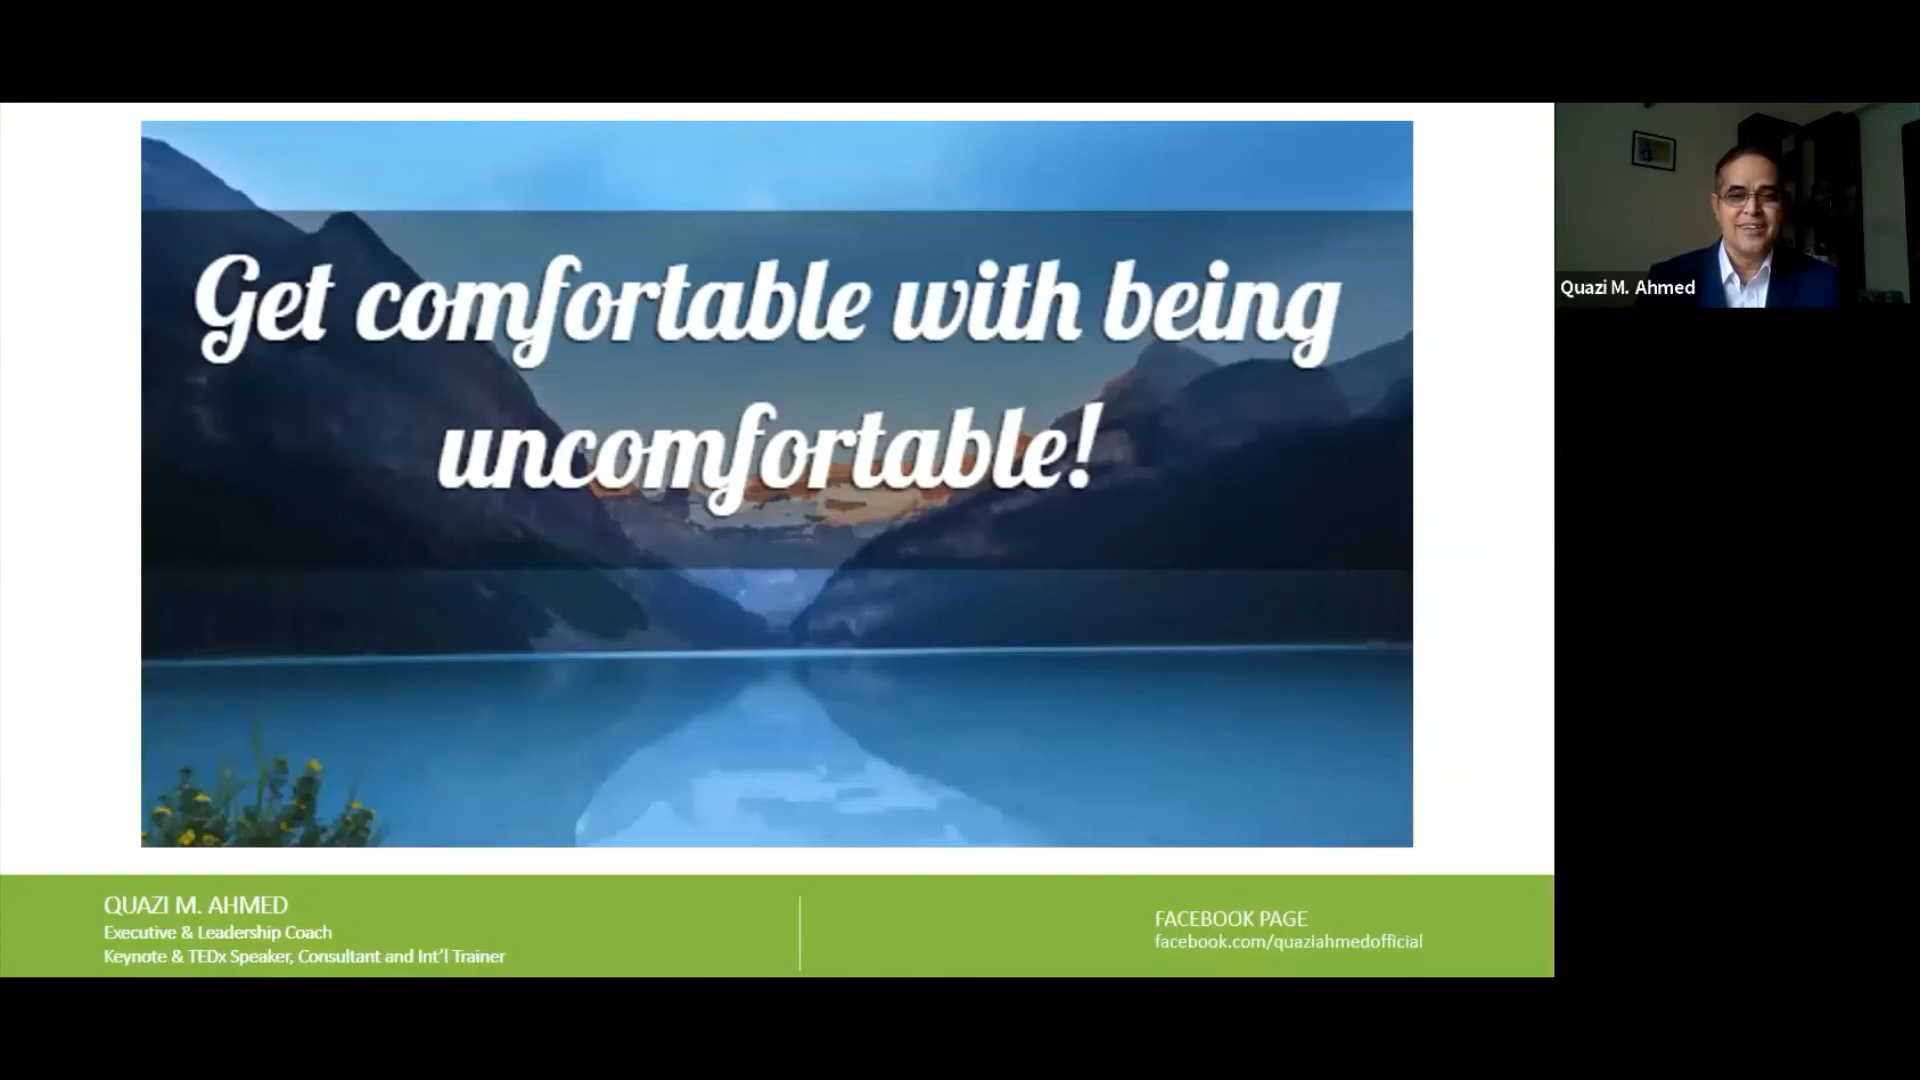 Get comfortable with being
uncomfortable!
Quazi M. Ahmed
QUAZI M. AHMED
Executive & Leadership Coach
Keynote & TEDx Speaker, Consultant and Int'l Trainer
FACEBOOK PAGE
facebook.com/quaziahmedofficial